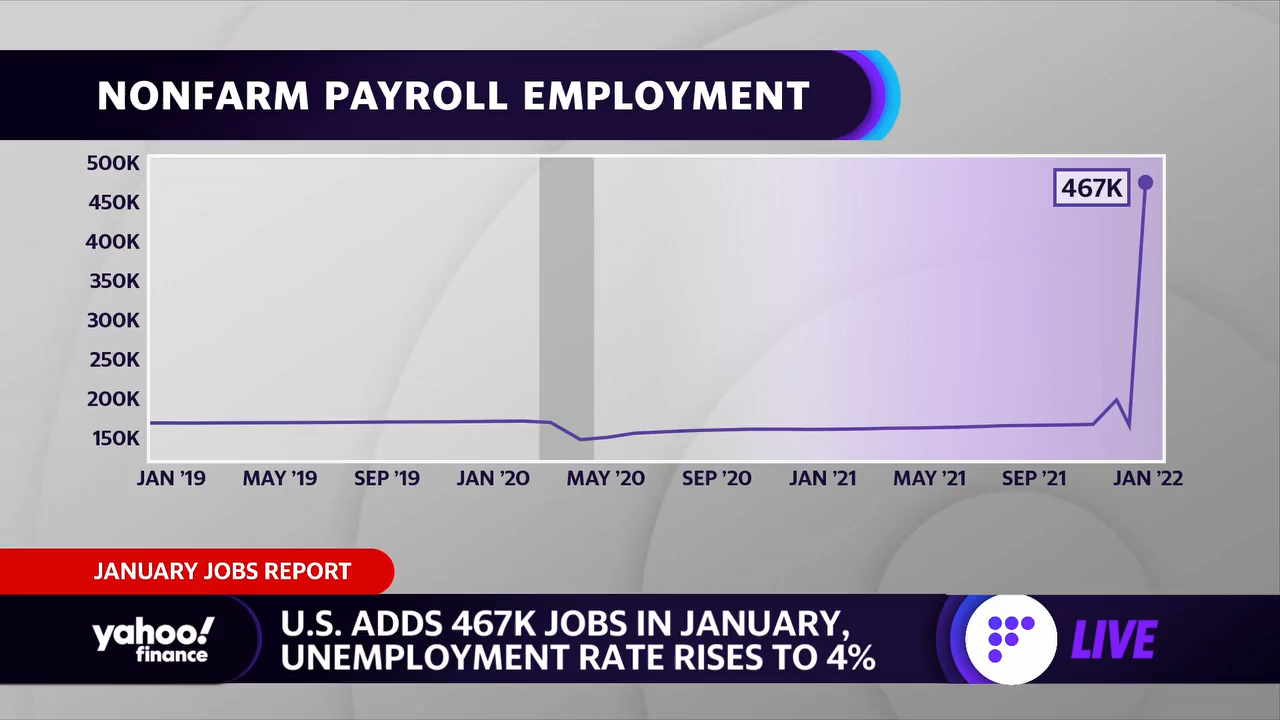 NONFARM PAYROLL EMPLOYMENT
500K
450K
400K
350K
300K
250K
200K
150K
467K
JAN ’19 MAY ’19 SEP ’19 JAN ’20 MAY ’20 SEP ’20 JAN ’21 MAY ’21 SEP ’21 JAN ’22
JANUARY JOBS REPORT
yahoo!
finance
U.S. ADDS 467K JOBS IN JANUARY,
UNEMPLOYMENT RATE RISES TO 4%
LIVE